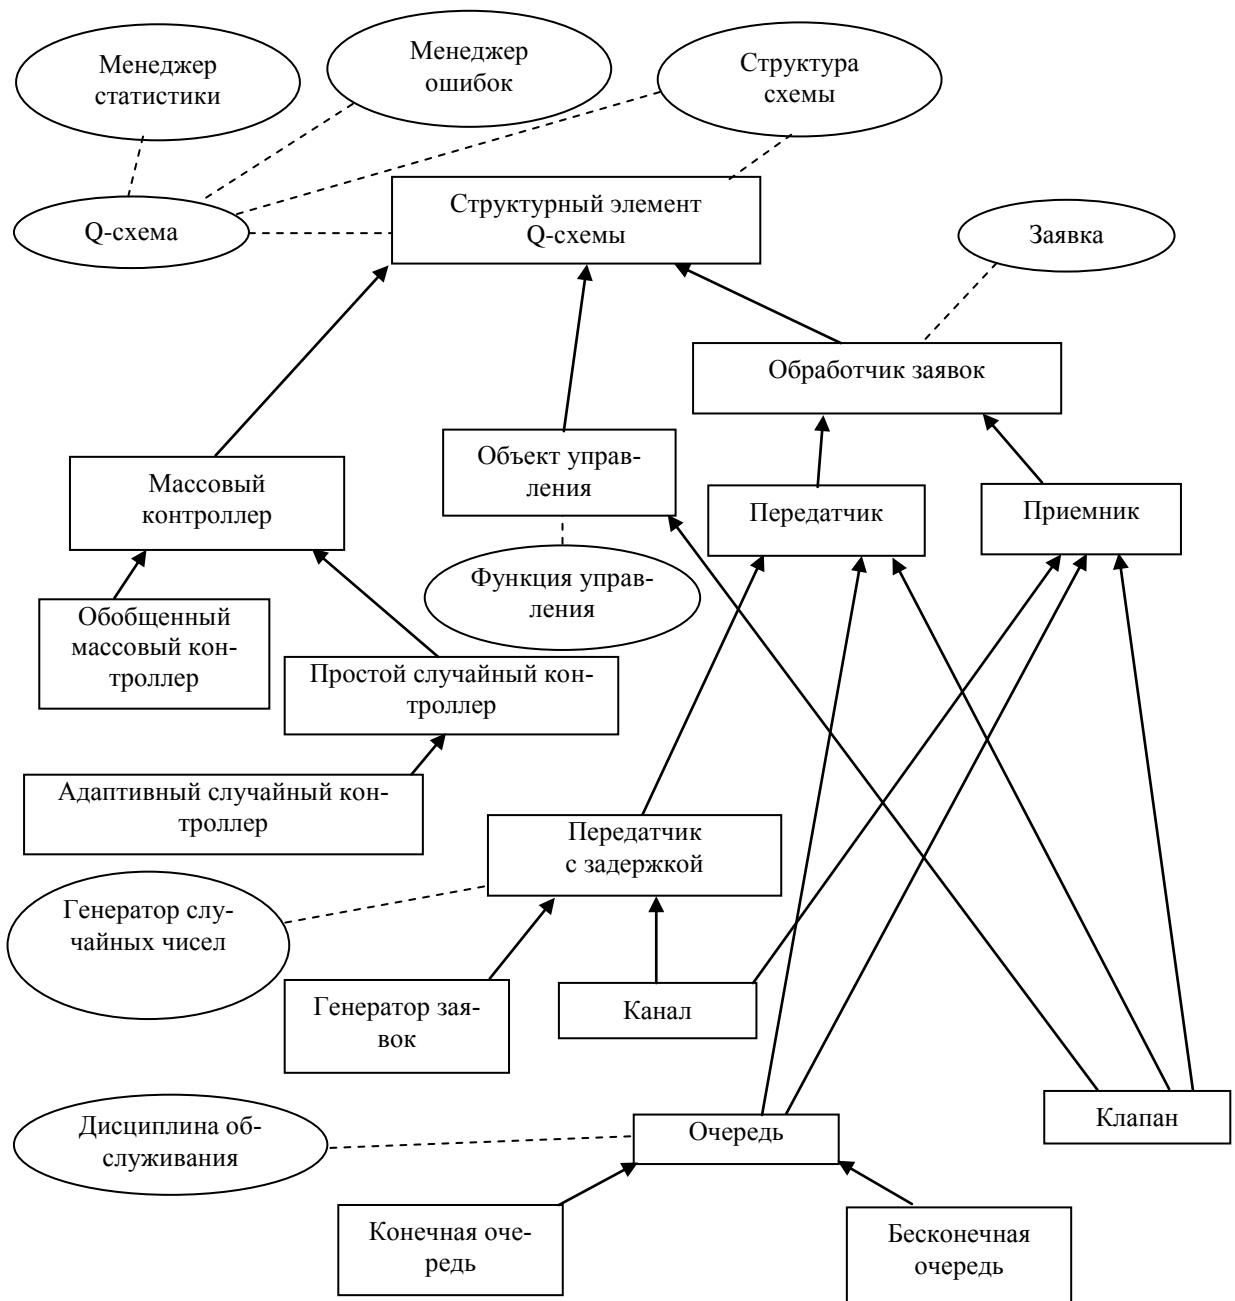 Менеджер
статистики
Менеджер
ошибок
Структура
схемы
Q-схема
Структурный элемент
Q-схемы
Заявка
Обработчик заявок
Массовый
контроллер
Объект управ-
ления
Передатчик
Приемник
Функция управ-
ления
Обобщенный
массовый кон-
троллер
Простой случайный кон-
троллер
Адаптивный случайный кон-
троллер
Передатчик
с задержкой
Генератор слу-
чайных чисел
Генератор зая-
вок
Канал
Клапан
Дисциплина об-
служивания
Очередь
Конечная оче-
редь
Бесконечная
очередь